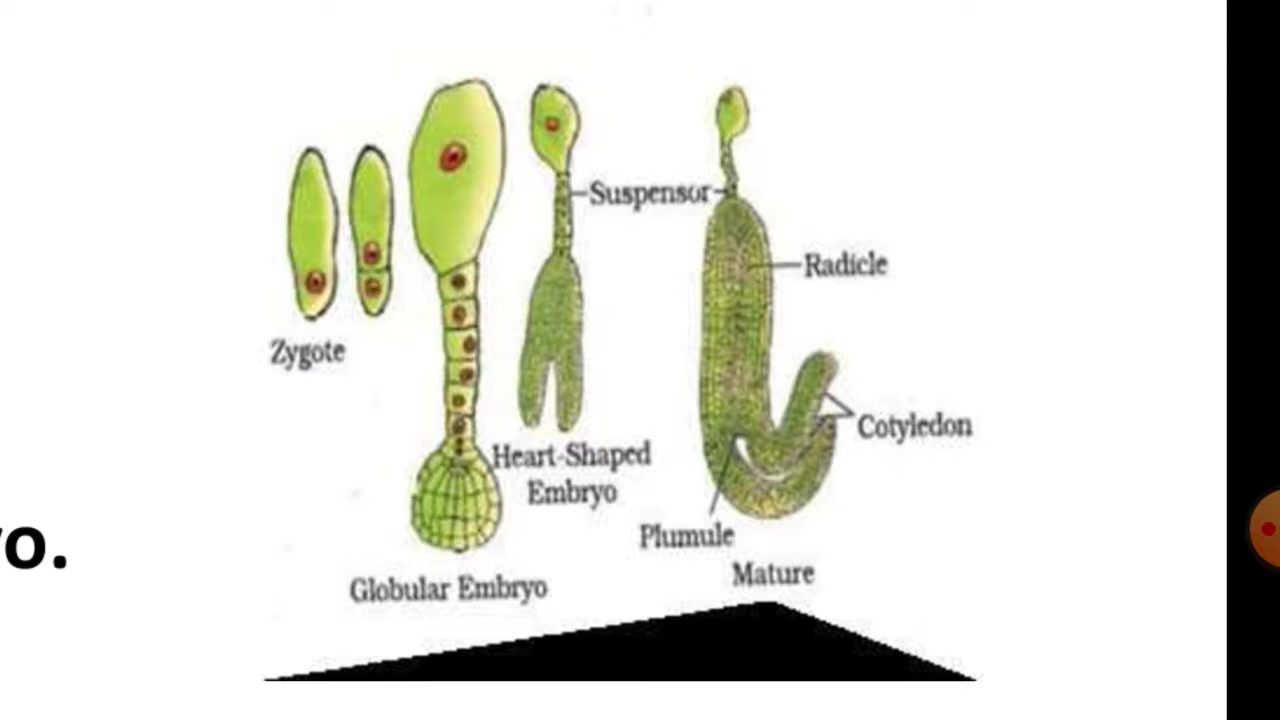 Suspensor
Radicle
Zygote
Cotyledon
Heart-Shaped
Embryo
Plumule
Mature
Globular Embryo
o.